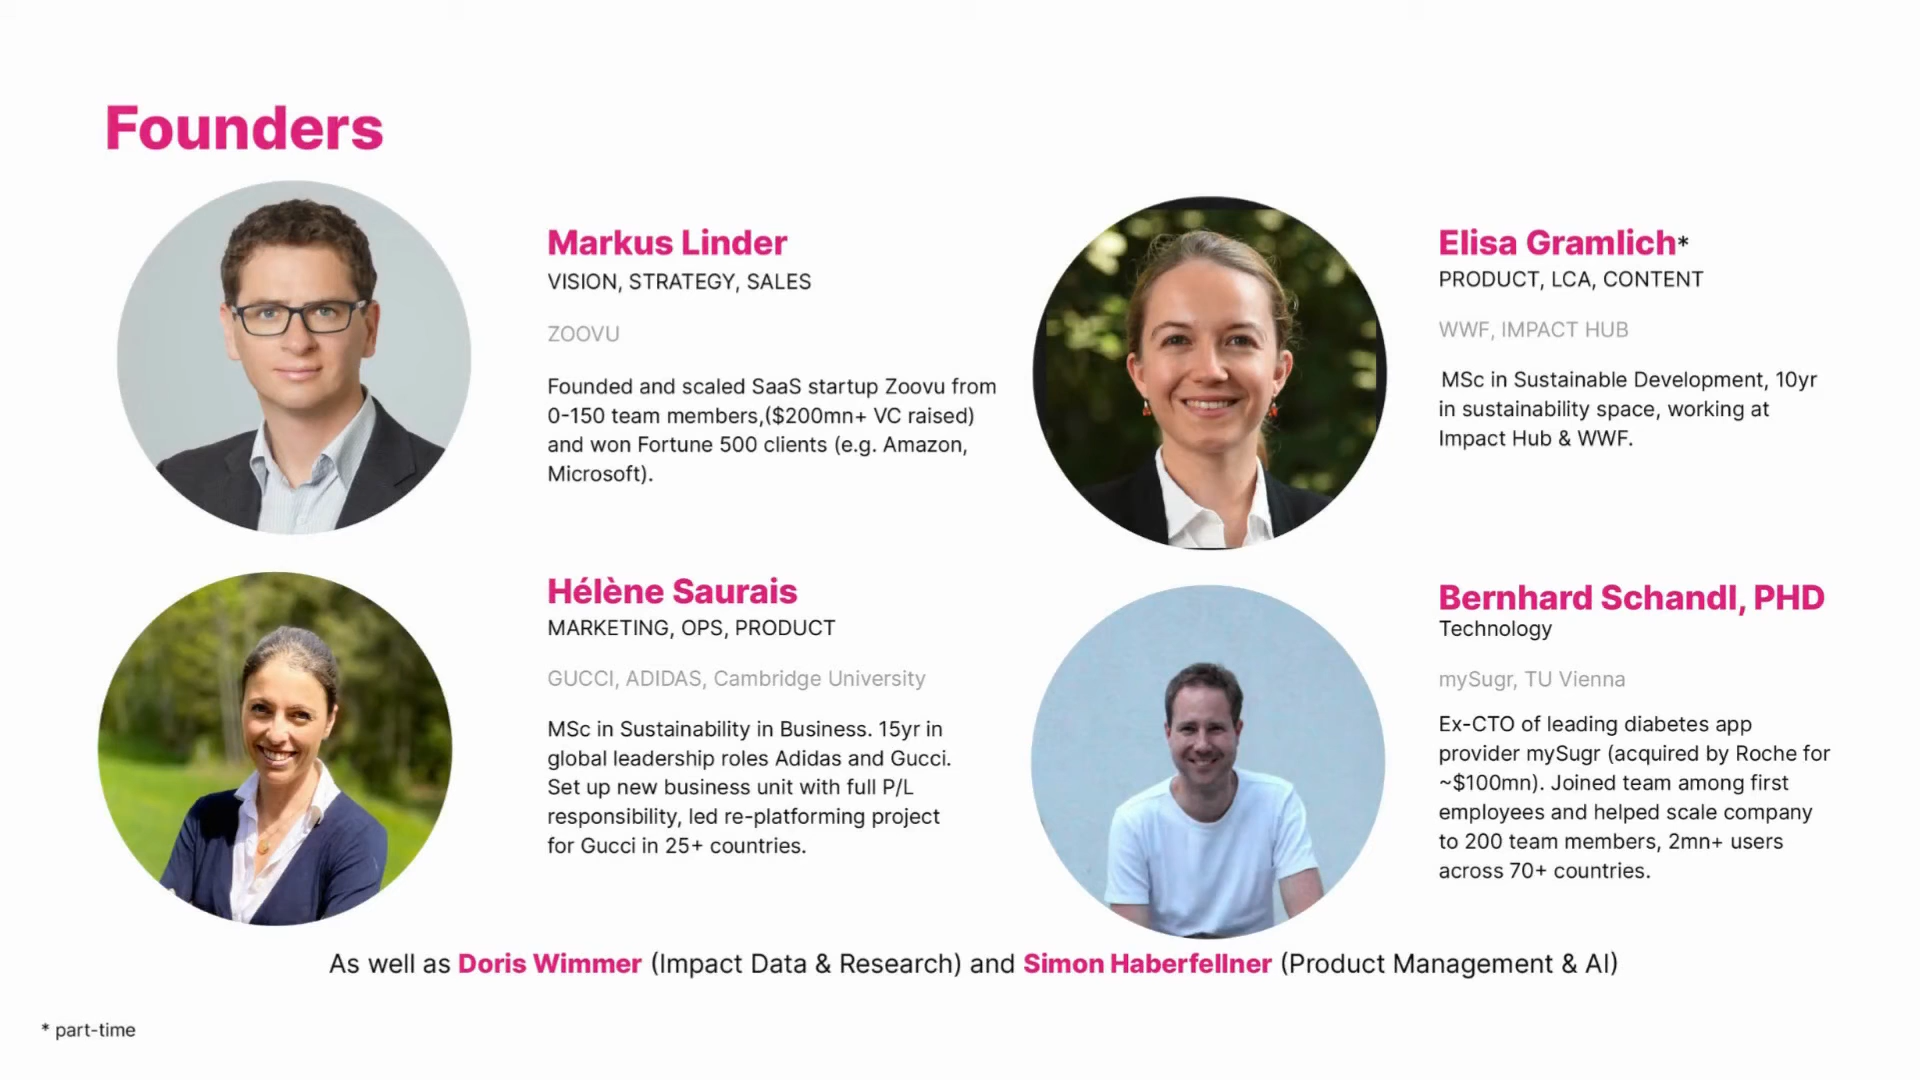 Founders
Markus Linder
VISION, STRATEGY, SALES
ZOOVU
Founded and scaled SaaS startup Zoovu from
0-150 team members,($200mn+ VC raised)
and won Fortune 500 clients (e.g. Amazon,
Microsoft).
Elisa Gramlich*
PRODUCT, LCA, CONTENT
WWF, IMPACT HUB
MSc in Sustainable Development, 10yr
in sustainability space, working at
Impact Hub & WWF.
Hélène Saurais
MARKETING, OPS, PRODUCT
GUCCI, ADIDAS, Cambridge University
MSc in Sustainability in Business. 15yr in
global leadership roles Adidas and Gucci.
Set up new business unit with full P/L
responsibility, led re-platforming project
for Gucci in 25+ countries.
Bernhard Schandl, PHD
Technology
mySugr, TU Vienna
Ex-CTO of leading diabetes app
provider mySugr (acquired by Roche for
~$100mn). Joined team among first
employees and helped scale company
to 200 team members, 2mn+ users
across 70+ countries.
As well as Doris Wimmer (Impact Data & Research) and Simon Haberfellner (Product Management & AI)
* part-time